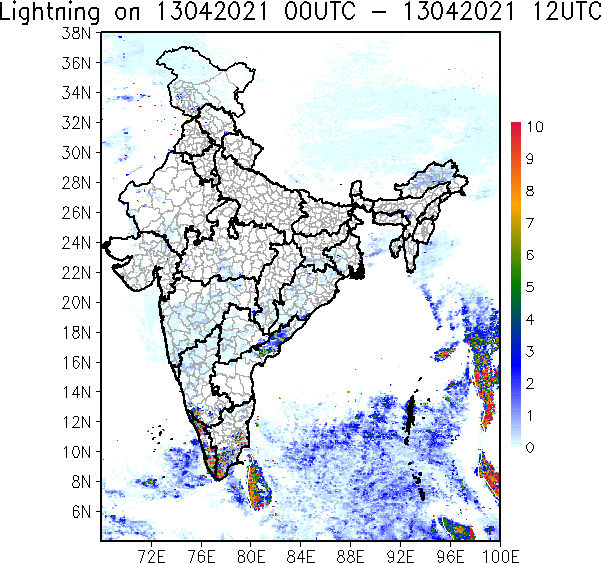 Lightning on 13042021 00UTC – 13042021 12UTC
38N
36N
34N
32N
30N
28N
26N
24N
22N
20N
18N
16N
14N
12N
10N
8N
6N
72E 76E 80E 84E 88E 92E 96E 100E
10
9
8
7
6
5
4
3
2
1
0